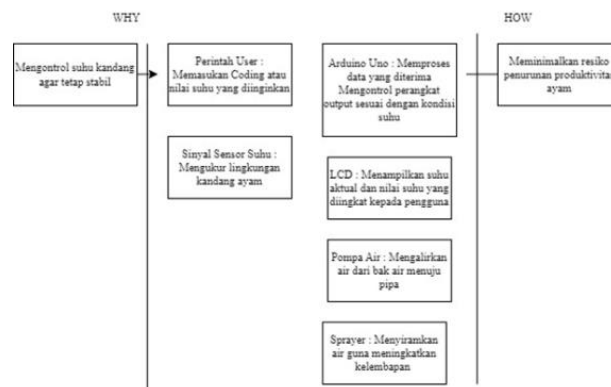 WHY
HOW
Mengontrol suhu kandang
agar tetap stabil
Perintah User :
Memasukan Coding atau
nilai suhu yang diinginkan
Arduino Uno : Memproses
data yang diterima
Mengontrol perangkat
output sesuai dengan kondisi
suhu
Meminimalkan resiko
penurunan produktivita
ayam
Sinyal Sensor Suhu :
Mengukur lingkungan
kandang ayam
LCD : Menampilkan suhu
aktual dan nilai suhu yang
diingkat kepada pengguna
Pompa Air : Mengalirkan
air dari bak air menuju
pipa
Sprayer : Menyiramkan
air guna meningkatkan
kelembapan